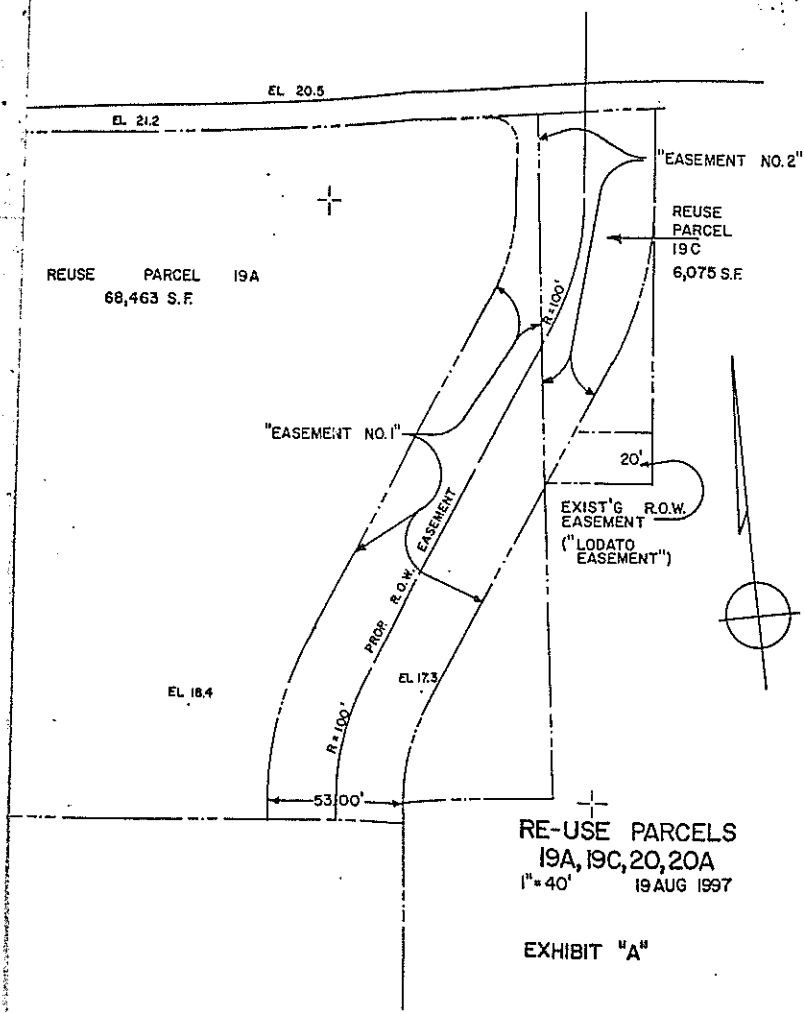 EL 20.5
EL 21.2
"EASEMENT NO.2"
REUSE
PARCEL
19C
6,075 S.F.
REUSE PARCEL 19A
68,463 S.F.
R=100'
"EASEMENT NO.1"
20'
EXIST'G R.O.W.
EASEMENT
("LODATO
EASEMENT")
PROP. R.O.W. EASEMENT
EL 17.3
EL 18.4
R=100'
53.00'
RE-USE PARCELS
19A, 19C, 20, 20A
1"=40' 19 AUG 1997
EXHIBIT "A"